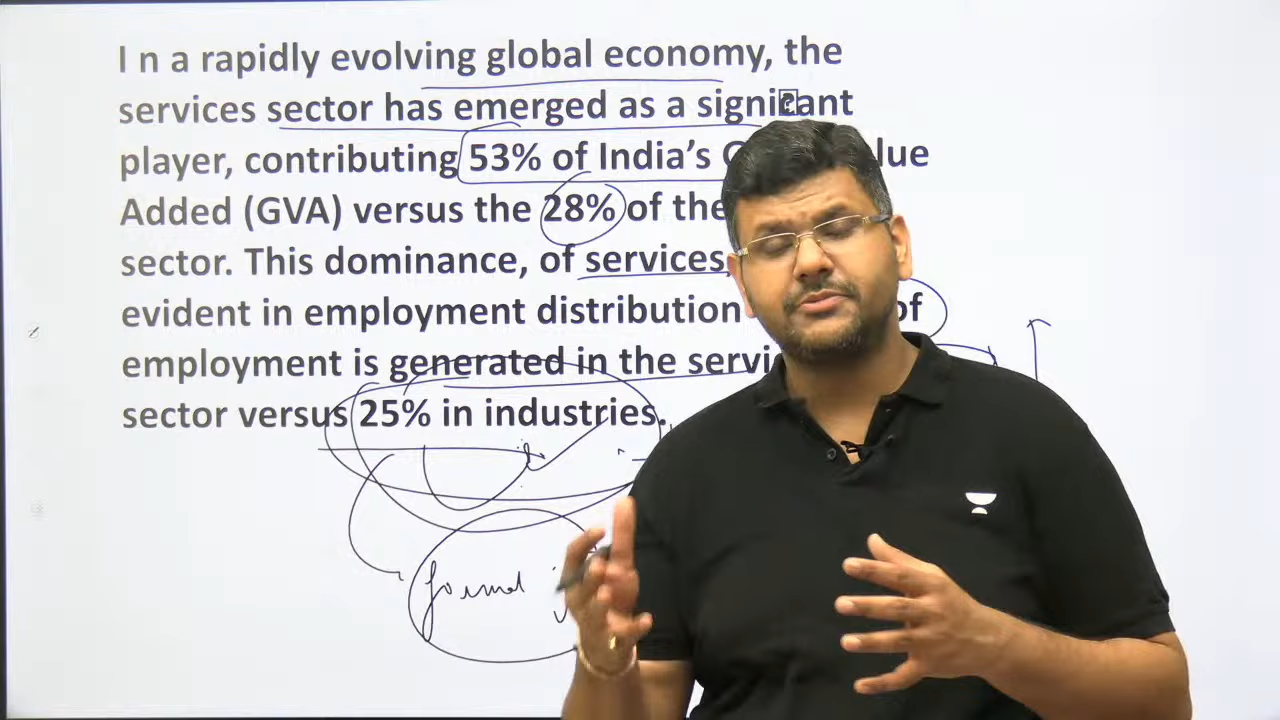 I n a rapidly evolving global economy, the
services sector has emerged as a signi?cant
player, contributing 53% of India’s G lue
Added (GVA) versus the 28% of the
sector. This dominance, of services,
evident in employment distribution of
employment is generated in the servi
sector versus 25% in industries.
formal j